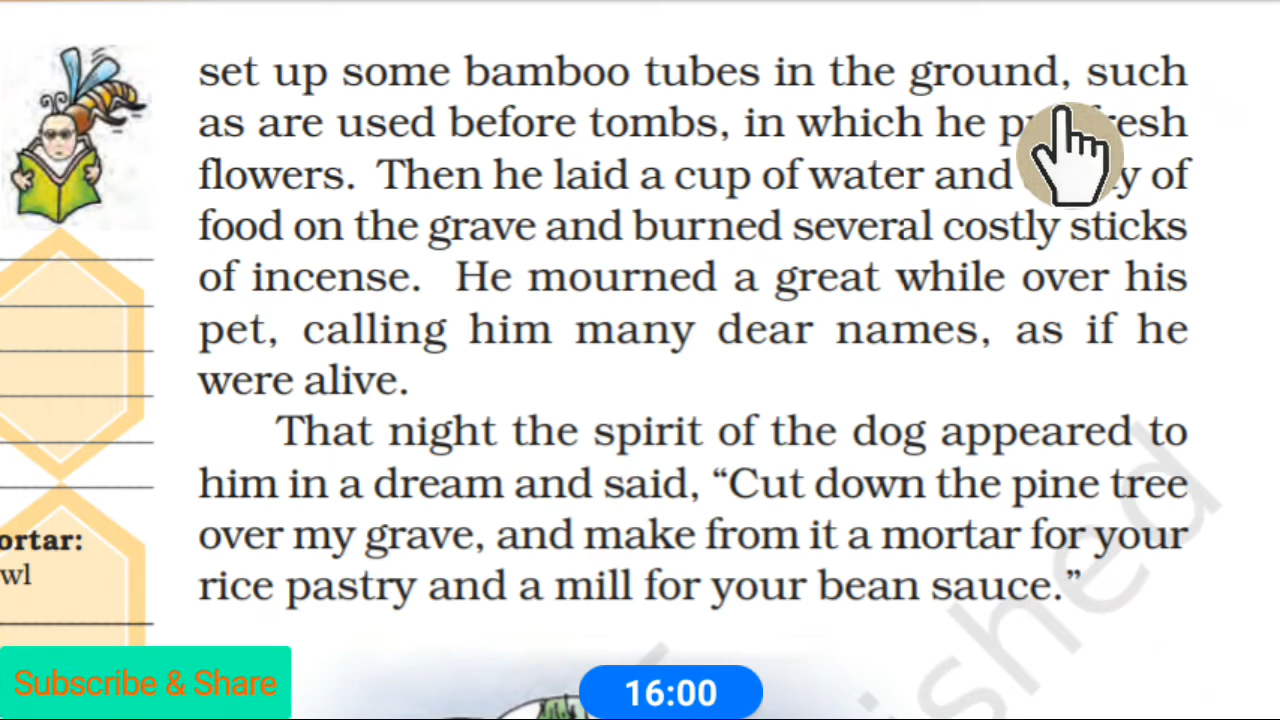 set up some bamboo tubes in the ground, such
as are used before tombs, in which he fresh
flowers. Then he laid a cup of water and of
food on the grave and burned several costly sticks
of incense. He mourned a great while over his
pet, calling him many dear names, as if he
were alive.
That night the spirit of the dog appeared to
him in a dream and said, “Cut down the pine tree
over my grave, and make from it a mortar for your
rice pastry and a mill for your bean sauce.”
ortar:
wl
Subscribe & Share
16:00
ished